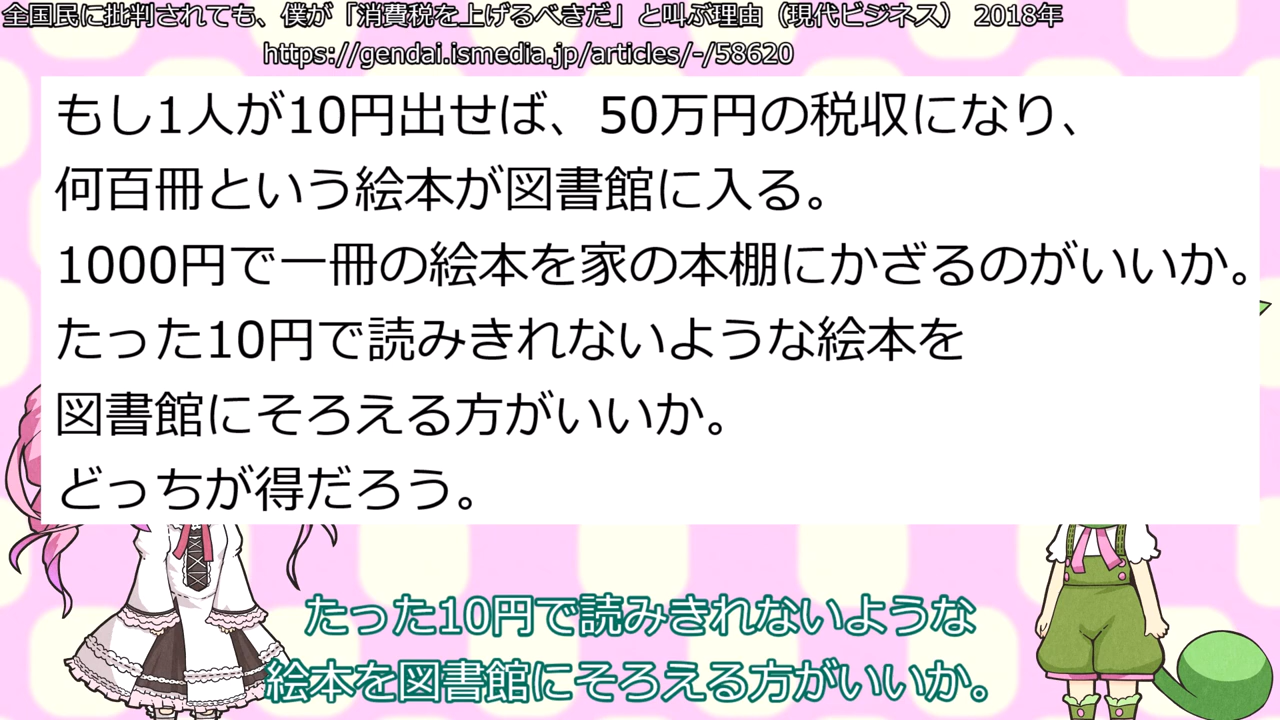 全国民に批判されても、僕が「消費税を上げるべきだ」と叫ぶ理由（現代ビジネス） 2018年
https://gendai.ismedia.jp/articles/-/58620
もし1人が10円出せば、50万円の税収になり、
何百冊という絵本が図書館に入る。
1000円で一冊の絵本を家の本棚にかざるのがいいか。
たった10円で読みきれないような絵本を
図書館にそろえる方がいいか。
どっちが得だろう。
たった10円で読みきれないような
絵本を図書館にそろえる方がいいか。